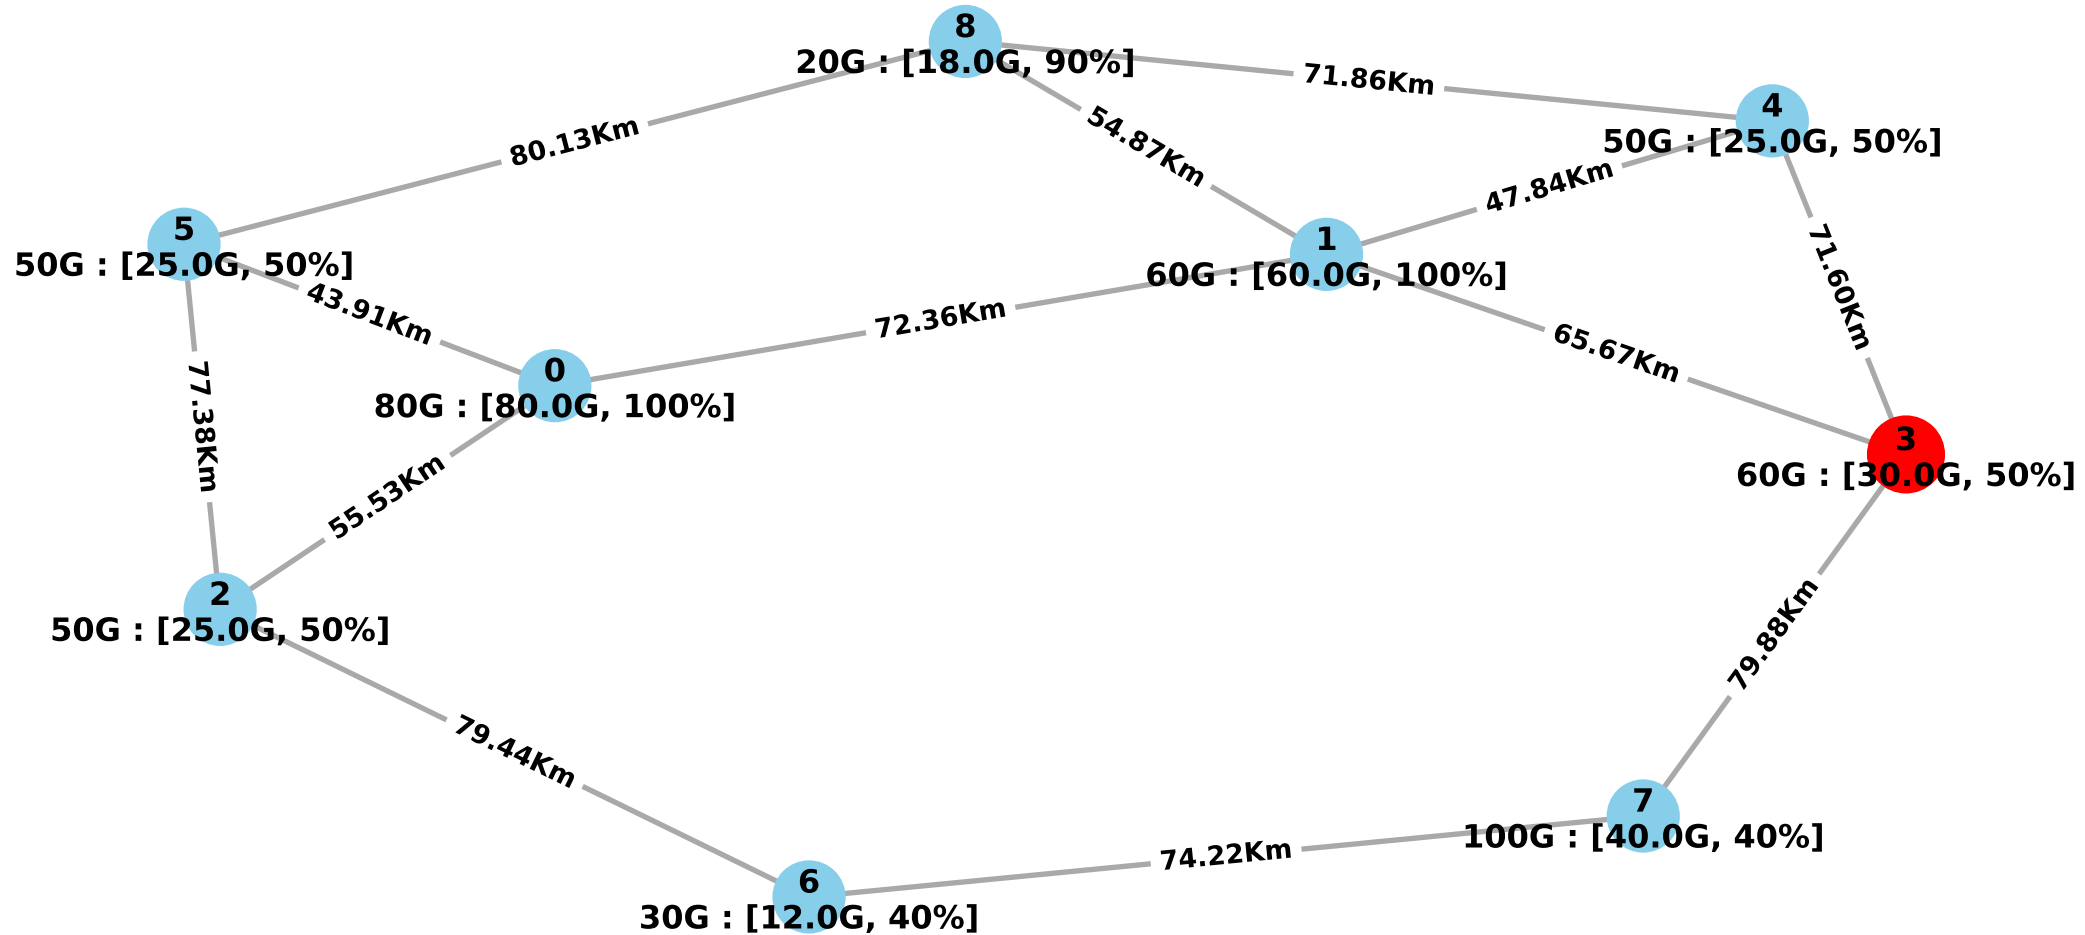 8
20G : [18.0G, 90%]
71.86Km
4
50G : [25.0G, 50%]
80.13Km
54.87Km
47.84Km
5
50G : [25.0G, 50%]
1
60G : [60.0G, 100%]
43.91Km
72.36Km
71.60Km
65.67Km
0
80G : [80.0G, 100%]
77.38Km
3
60G : [30.0G, 50%]
55.53Km
2
50G : [25.0G, 50%]
79.88Km
79.44Km
7
100G : [40.0G, 40%]
74.22Km
6
30G : [12.0G, 40%]